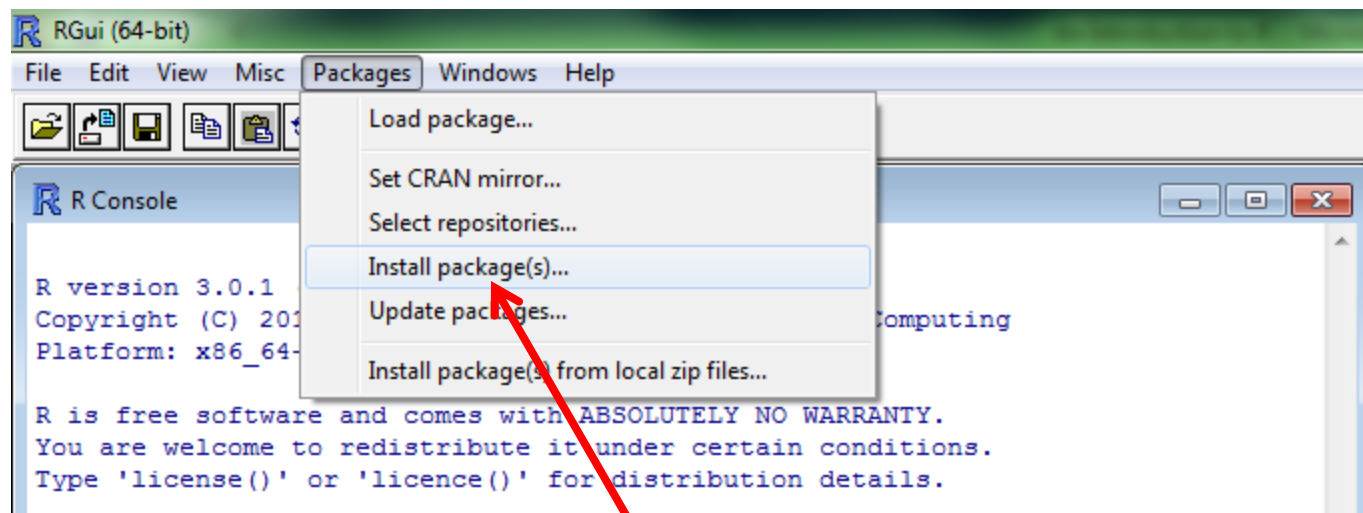 RGui (64-bit)
File Edit View Misc Packages Windows Help
Load package...
Set CRAN mirror...
Select repositories...
Install package(s)...
Update packages...
Install package(s) from local zip files...
R Console
R version 3.0.1
Copyright (C) 201 Computing
Platform: x86_64-
R is free software and comes with ABSOLUTELY NO WARRANTY.
You are welcome to redistribute it under certain conditions.
Type 'license()' or 'licence()' for distribution details.